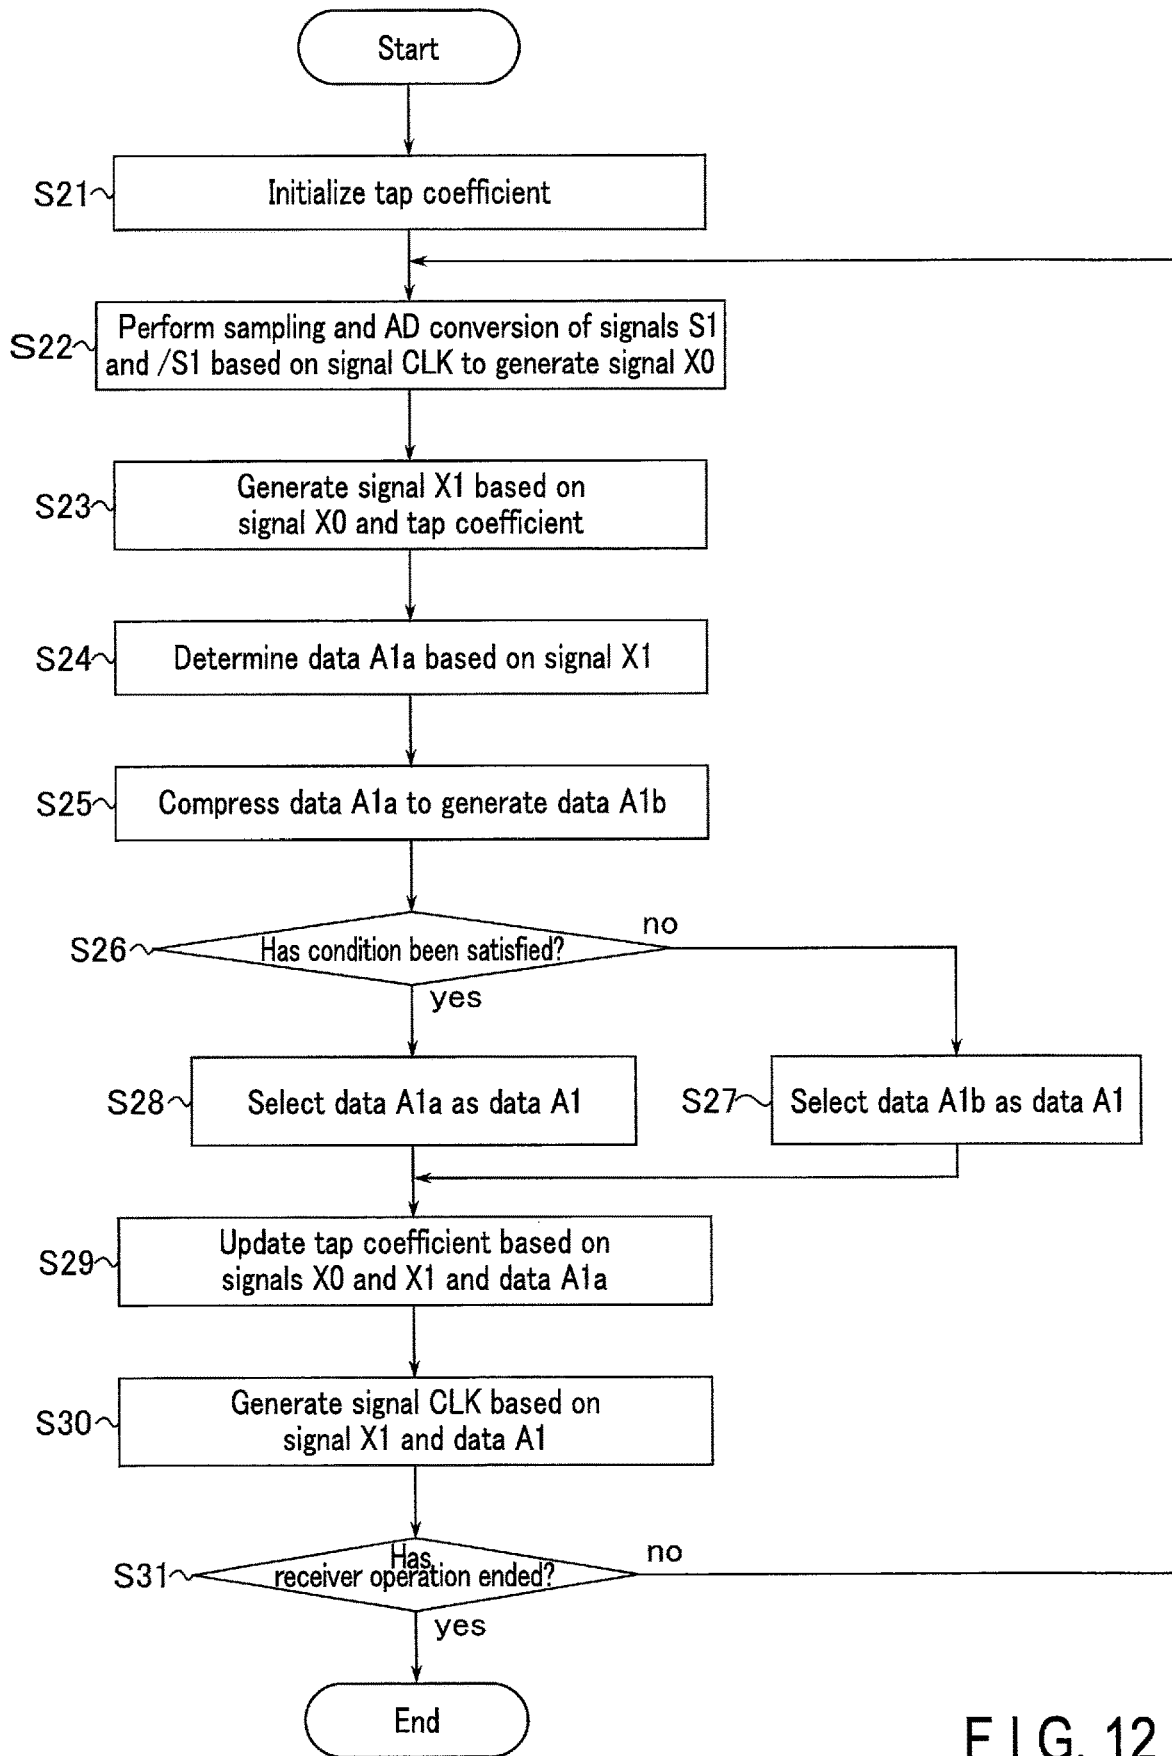 Start
S21
Initialize tap coefficient
S22
Perform sampling and AD conversion of signals S1
and /S1 based on signal CLK to generate signal X0
S23
Generate signal X1 based on
signal X0 and tap coefficient
S24
Determine data A1a based on signal X1
S25
Compress data A1a to generate data A1b
S26
Has condition been satisfied?
no
yes
S28
Select data A1a as data A1
S27
Select data A1b as data A1
S29
Update tap coefficient based on
signals X0 and X1 and data A1a
S30
Generate signal CLK based on
signal X1 and data A1
S31
Has
receiver operation ended?
no
yes
End
FIG. 12